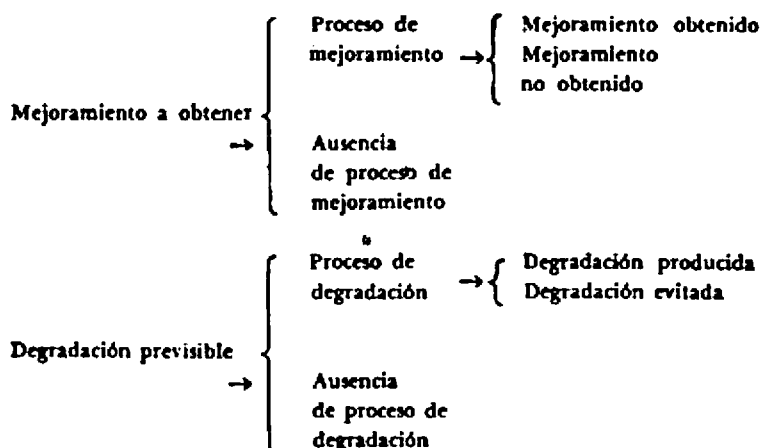 Proceso de
mejoramiento →
Mejoramiento obtenido
Mejoramiento
no obtenido
Mejoramiento a obtener
→
Ausencia
de proceso de
mejoramiento
Proceso de
degradación →
Degradación producida
Degradación evitada
Degradación previsible
→
Ausencia
de proceso de
degradación